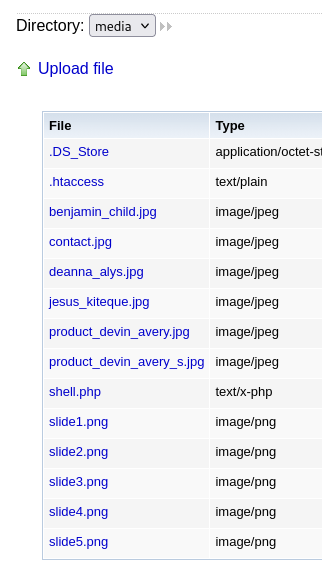 Directory: media
Upload file
File Type
.DS_Store application/octet-st
.htaccess text/plain
benjamin_child.jpg image/jpeg
contact.jpg image/jpeg
deanna_alys.jpg image/jpeg
jesus_kiteque.jpg image/jpeg
product_devin_avery.jpg image/jpeg
product_devin_avery_s.jpg image/jpeg
shell.php text/x-php
slide1.png image/png
slide2.png image/png
slide3.png image/png
slide4.png image/png
slide5.png image/png